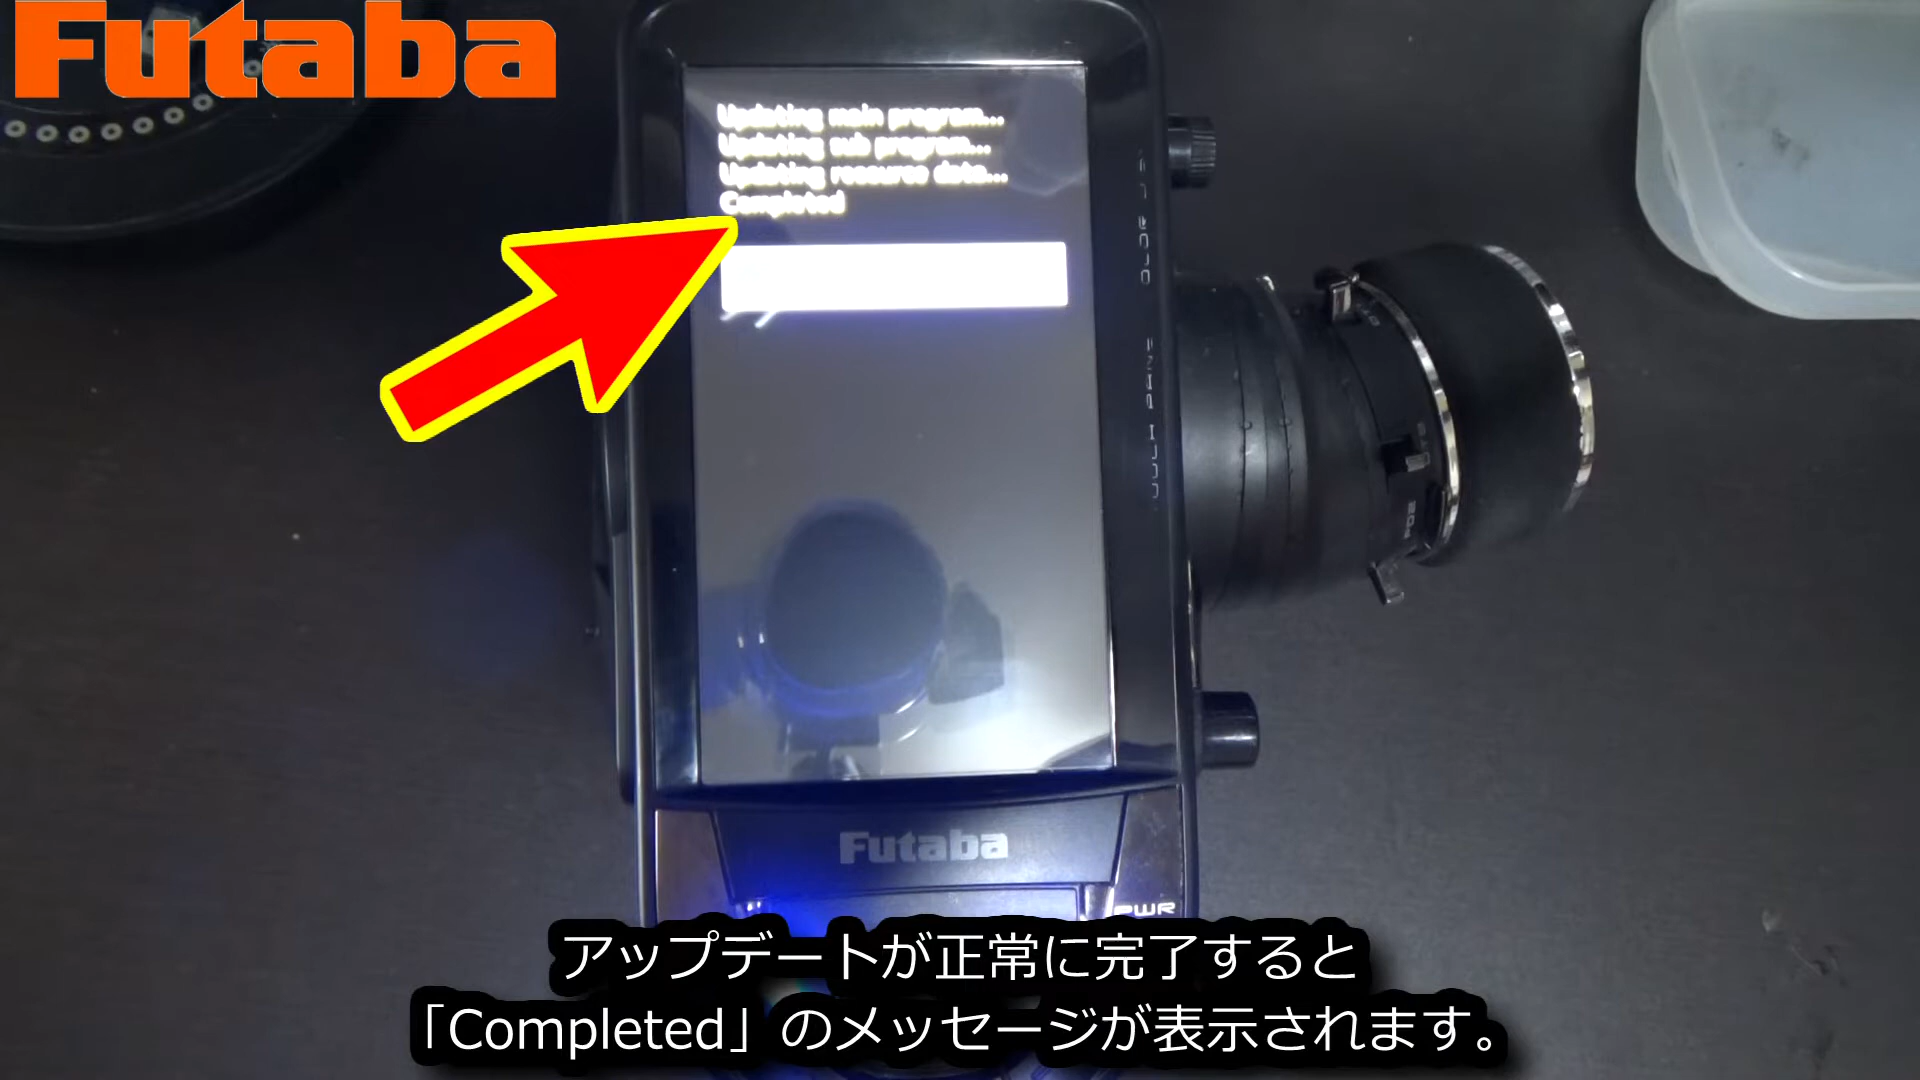 Futaba
Updating main program...
Updating sub program...
Updating resource data...
Completed
Futaba
PWR
アップデートが正常に完了すると
「Completed」のメッセージが表示されます。